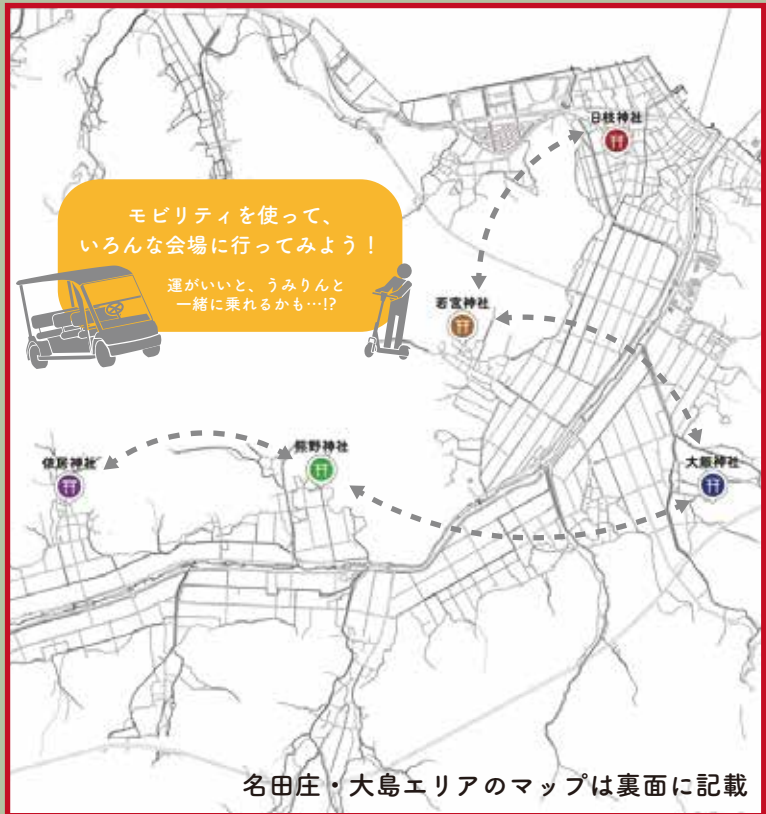 日枝神社
モビリティを使って、
いろんな会場に行ってみよう！
運がいいと、うみりんと
一緒に乗れるかも…!?
若宮神社
熊野神社
依居神社
大飯神社
名田庄・大島エリアのマップは裏面に記載